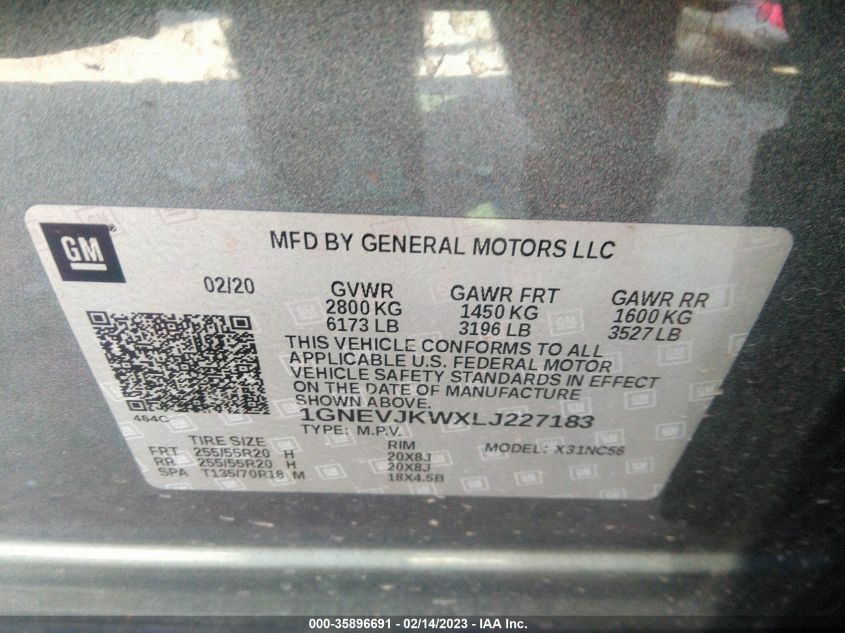 GM
MFD BY GENERAL MOTORS LLC
02/20
GVWR
2800 KG
6173 LB
GAWR FRT
1450 KG
3196 LB
GAWR RR
1600 KG
3527 LB
THIS VEHICLE CONFORMS TO ALL
APPLICABLE U.S. FEDERAL MOTOR
VEHICLE SAFETY STANDARDS IN EFFECT
ON THE DATE OF MANUFACTURE
SHOWN ABOVE.
464C
1GNEVJKWXLJ227183
TYPE: M.P.V.
MODEL: X31NC56
TIRE SIZE
RIM
FRT 255/55R20 H 20X8J
RR 255/55R20 H 20X8J
SPA T135/70R18 M 18X4.5B
000-35896691 - 02/14/2023 - IAA Inc.